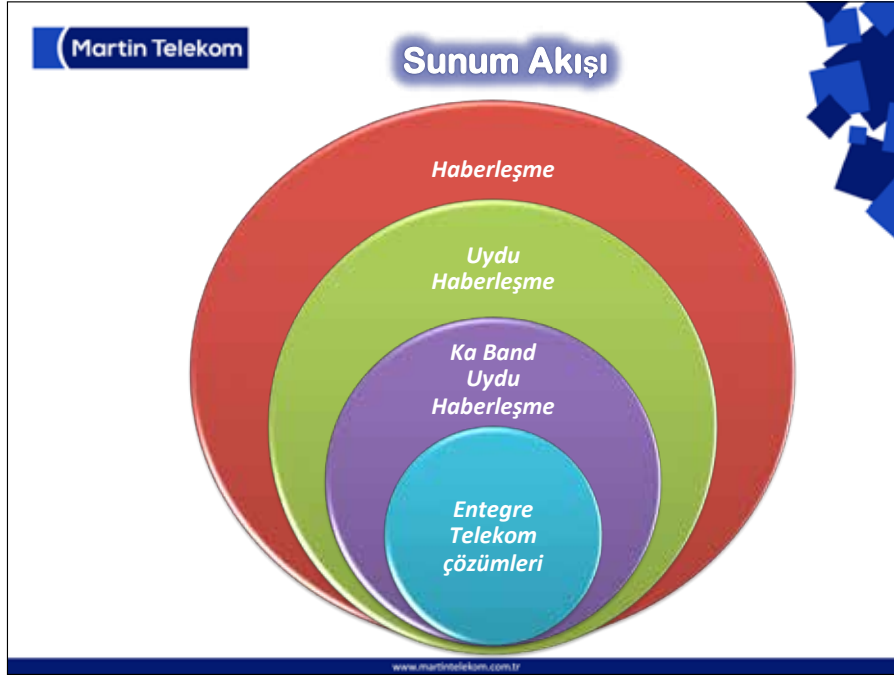 Martin Telekom
Sunum Akışı
Haberleşme
Uydu
Haberleşme
Ka Band
Uydu
Haberleşme
Entegre
Telekom
çözümleri
www.martintelekom.com.tr